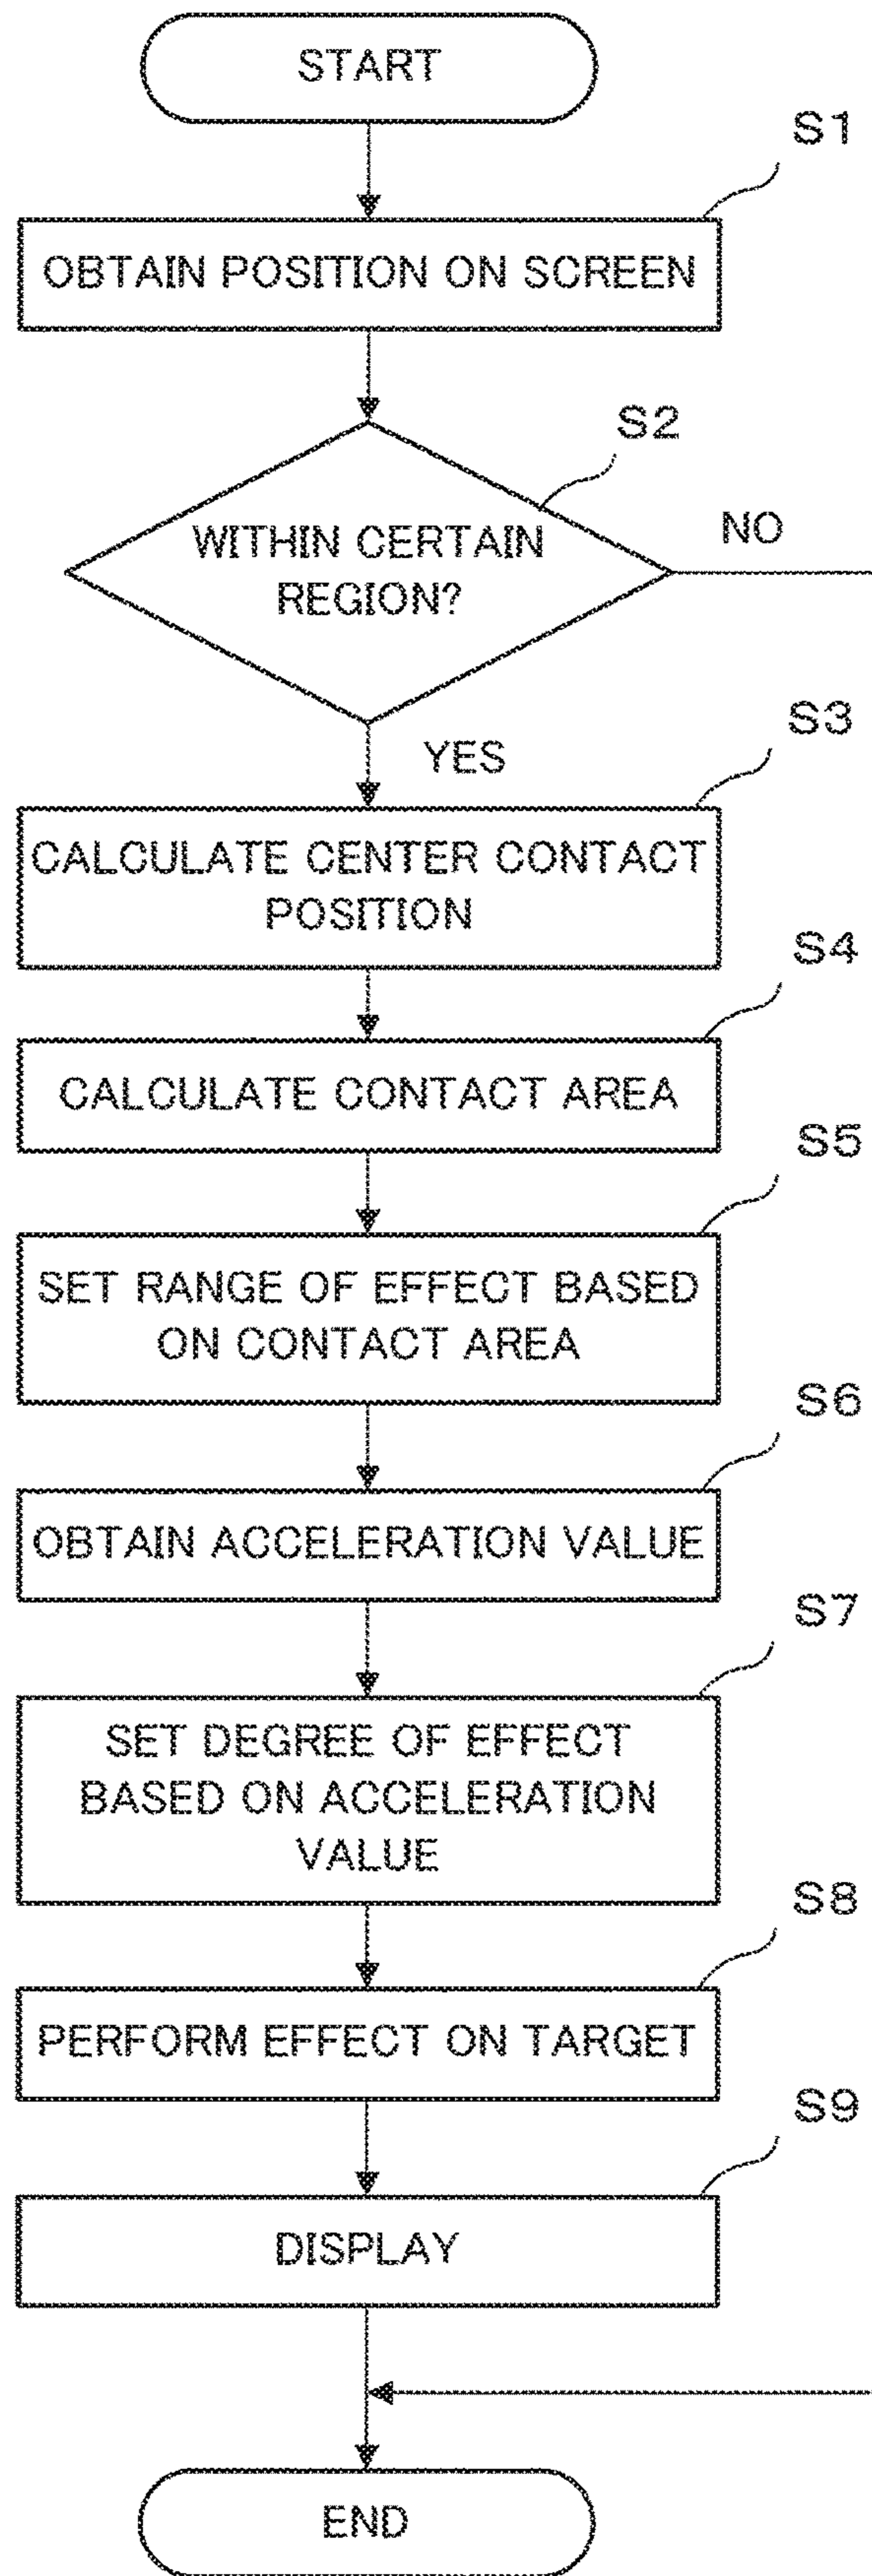 START
S1
OBTAIN POSITION ON SCREEN
S2
WITHIN CERTAIN
REGION?
NO
YES
S3
CALCULATE CENTER CONTACT
POSITION
S4
CALCULATE CONTACT AREA
S5
SET RANGE OF EFFECT BASED
ON CONTACT AREA
S6
OBTAIN ACCELERATION VALUE
S7
SET DEGREE OF EFFECT
BASED ON ACCELERATION
VALUE
S8
PERFORM EFFECT ON TARGET
S9
DISPLAY
END